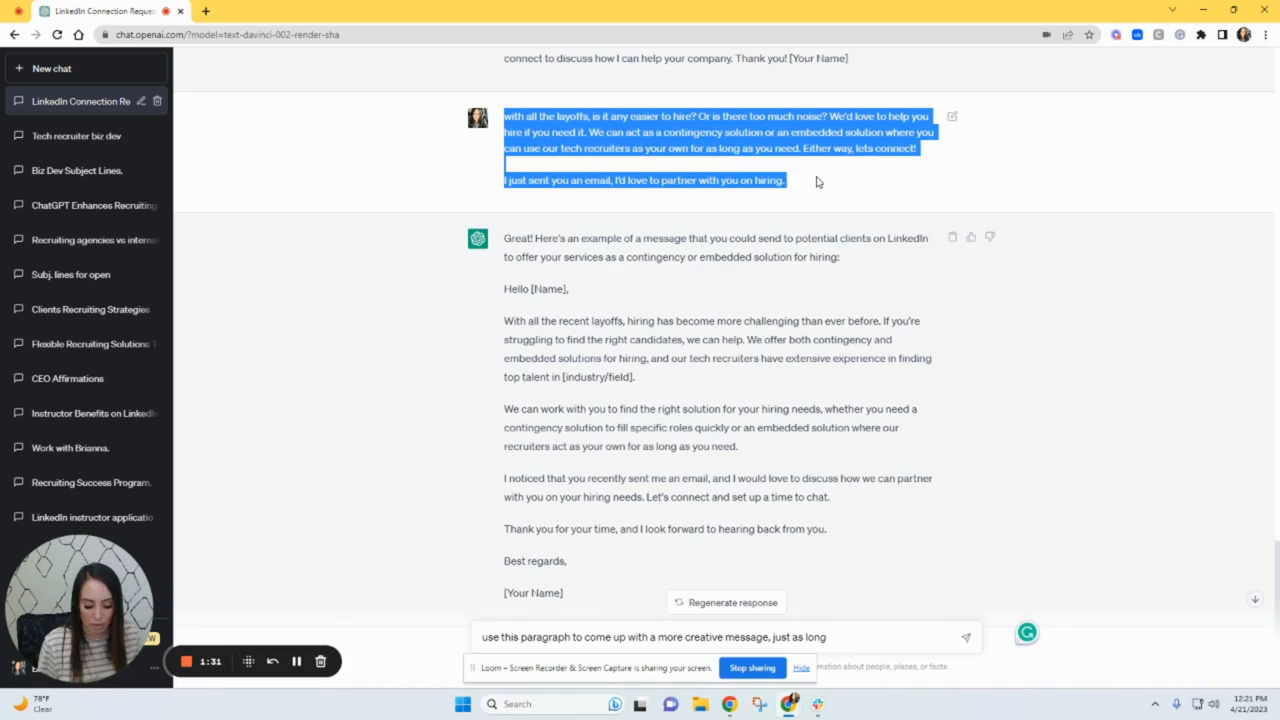 LinkedIn Connection Reques
chat.openai.com/?model=text-davinci-002-render-sha
New chat
LinkedIn Connection Re
Tech recruiter biz dev
Biz Dev Subject Lines.
ChatGPT Enhances Recruiting
Recruiting agencies vs interna
Subj. lines for open
Clients Recruiting Strategies
Flexible Recruiting Solutions T
CEO Affirmations
Instructor Benefits on LinkedIn
Work with Brianna.
Recruiting Success Program.
LinkedIn instructor applicatio
W
1:31
connect to discuss how I can help your company. Thank you! [Your Name]
with all the layoffs, is it any easier to hire? Or is there too much noise? We'd love to help you
hire if you need it. We can act as a contingency solution or an embedded solution where you
can use our tech recruiters as your own for as long as you need. Either way, lets connect!
I just sent you an email, I'd love to partner with you on hiring.
Great! Here's an example of a message that you could send to potential clients on LinkedIn
to offer your services as a contingency or embedded solution for hiring:
Hello [Name],
With all the recent layoffs, hiring has become more challenging than ever before. If you're
struggling to find the right candidates, we can help. We offer both contingency and
embedded solutions for hiring, and our tech recruiters have extensive experience in finding
top talent in [industry/field].
We can work with you to find the right solution for your hiring needs, whether you need a
contingency solution to fill specific roles quickly or an embedded solution where our
recruiters act as your own for as long as you need.
I noticed that you recently sent me an email, and I would love to discuss how we can partner
with you on your hiring needs. Let's connect and set up a time to chat.
Thank you for your time, and I look forward to hearing back from you.
Best regards,
[Your Name]
Regenerate response
use this paragraph to come up with a more creative message, just as long
Loom – Screen Recorder & Screen Capture is sharing your screen. Stop sharing Hide
mation about people, places, or facts
78°F
Clear
Search
12:21 PM
4/21/2023